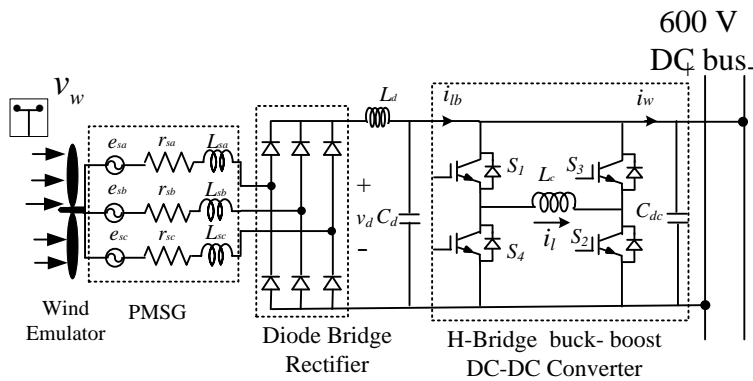 600 V
DC bus
+
-
v_w
e_sa
r_sa
L_sa
e_sb
r_sb
L_sb
e_sc
r_sc
L_sc
L_d
+
v_d
C_d
-
i_lb
i_w
S_1
L_c
S_3
i_l
S_4
S_2
C_dc
Wind
Emulator
PMSG
Diode Bridge
Rectifier
H-Bridge buck- boost
DC-DC Converter